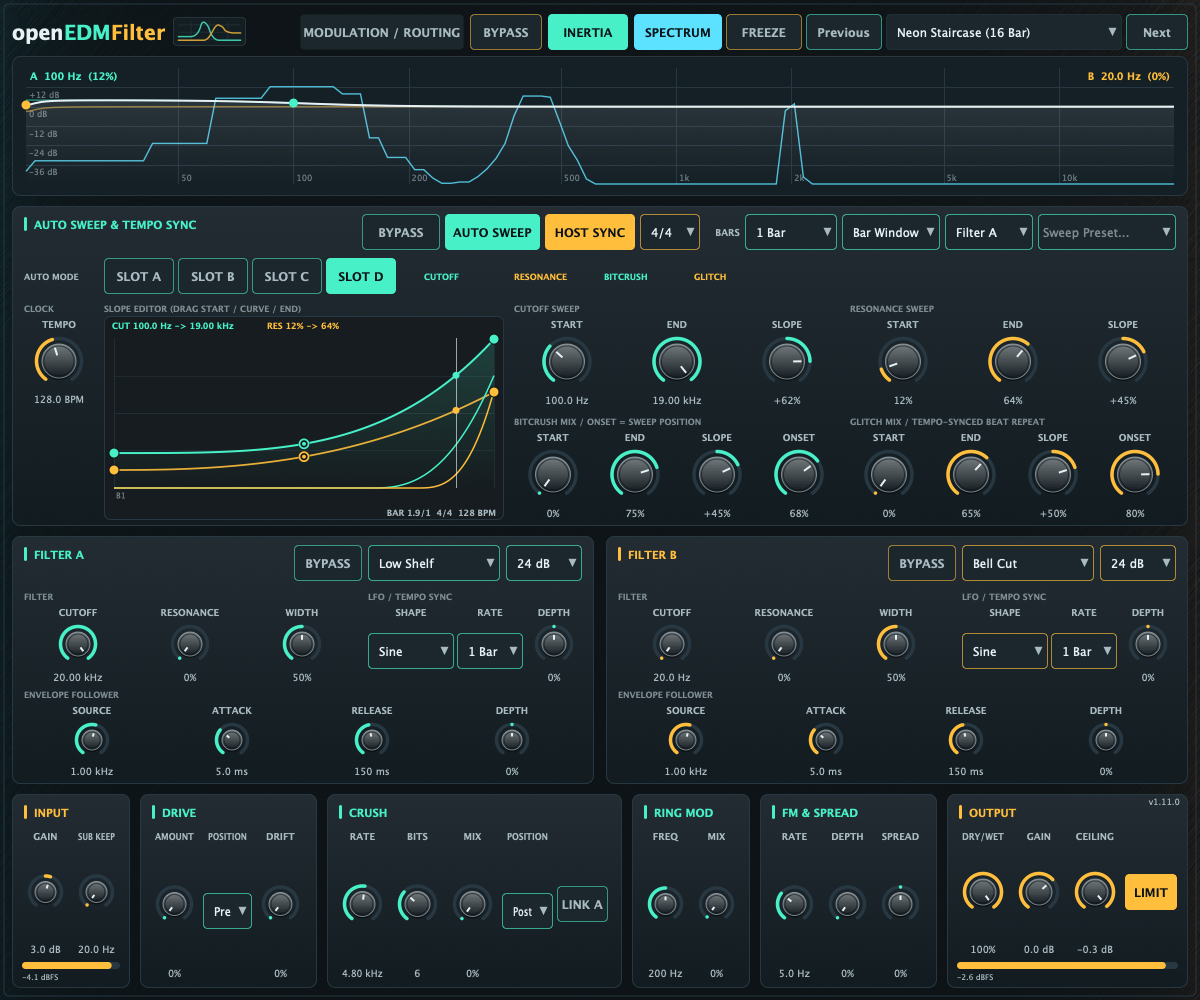 openEDMFilter
MODULATION / ROUTING BYPASS INERTIA SPECTRUM FREEZE Previous Neon Staircase (16 Bar) Next
A 100 Hz (12%) B 20.0 Hz (0%)
+12 dB
0 dB
-12 dB
-24 dB
-36 dB
50 100 200 500 1k 2k 5k 10k
AUTO SWEEP & TEMPO SYNC BYPASS AUTO SWEEP HOST SYNC 4/4 BARS 1 Bar Bar Window Filter A Sweep Preset...
AUTO MODE SLOT A SLOT B SLOT C SLOT D CUTOFF RESONANCE BITCRUSH GLITCH
CLOCK SLOPE EDITOR (DRAG START / CURVE / END) CUTOFF SWEEP RESONANCE SWEEP
TEMPO CUT 100.0 Hz -> 19.00 kHz RES 12% -> 64% START END SLOPE START END SLOPE
128.0 BPM 100.0 Hz 19.00 kHz +62% 12% 64% +45%
BITCRUSH MIX / ONSET = SWEEP POSITION GLITCH MIX / TEMPO-SYNCED BEAT REPEAT
START END SLOPE ONSET START END SLOPE ONSET
B1
BAR 1.9/1 4/4 128 BPM 0% 75% +45% 68% 0% 65% +50% 80%
FILTER A BYPASS Low Shelf 24 dB
FILTER LFO / TEMPO SYNC
CUTOFF RESONANCE WIDTH SHAPE RATE DEPTH
Sine 1 Bar
20.00 kHz 0% 50% 0%
ENVELOPE FOLLOWER
SOURCE ATTACK RELEASE DEPTH
1.00 kHz 5.0 ms 150 ms 0%
FILTER B BYPASS Bell Cut 24 dB
FILTER LFO / TEMPO SYNC
CUTOFF RESONANCE WIDTH SHAPE RATE DEPTH
Sine 1 Bar
20.0 Hz 0% 50% 0%
ENVELOPE FOLLOWER
SOURCE ATTACK RELEASE DEPTH
1.00 kHz 5.0 ms 150 ms 0%
INPUT
GAIN SUB KEEP
3.0 dB 20.0 Hz
-4.1 dBFS
DRIVE
AMOUNT POSITION DRIFT
Pre
0% 0%
CRUSH
RATE BITS MIX POSITION
Post LINK A
4.80 kHz 6 0%
RING MOD
FREQ MIX
200 Hz 0%
FM & SPREAD
RATE DEPTH SPREAD
5.0 Hz 0% 0%
v1.11.0
OUTPUT
DRY/WET GAIN CEILING
LIMIT
100% 0.0 dB -0.3 dB
-2.6 dBFS